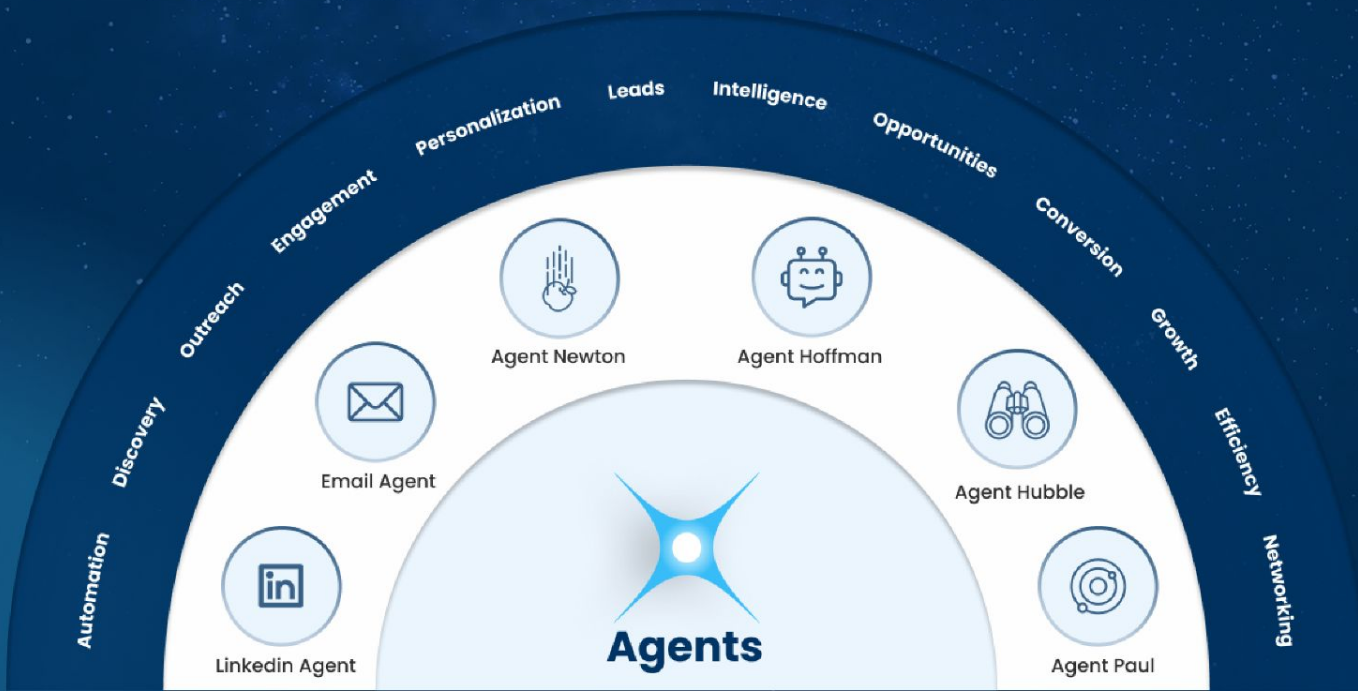 Automation
Discovery
Outreach
Engagement
Personalization
Leads
Intelligence
Opportunities
Conversion
Growth
Efficiency
Networking
Linkedin Agent
Email Agent
Agent Newton
Agent Hoffman
Agent Hubble
Agent Paul
in
Agents